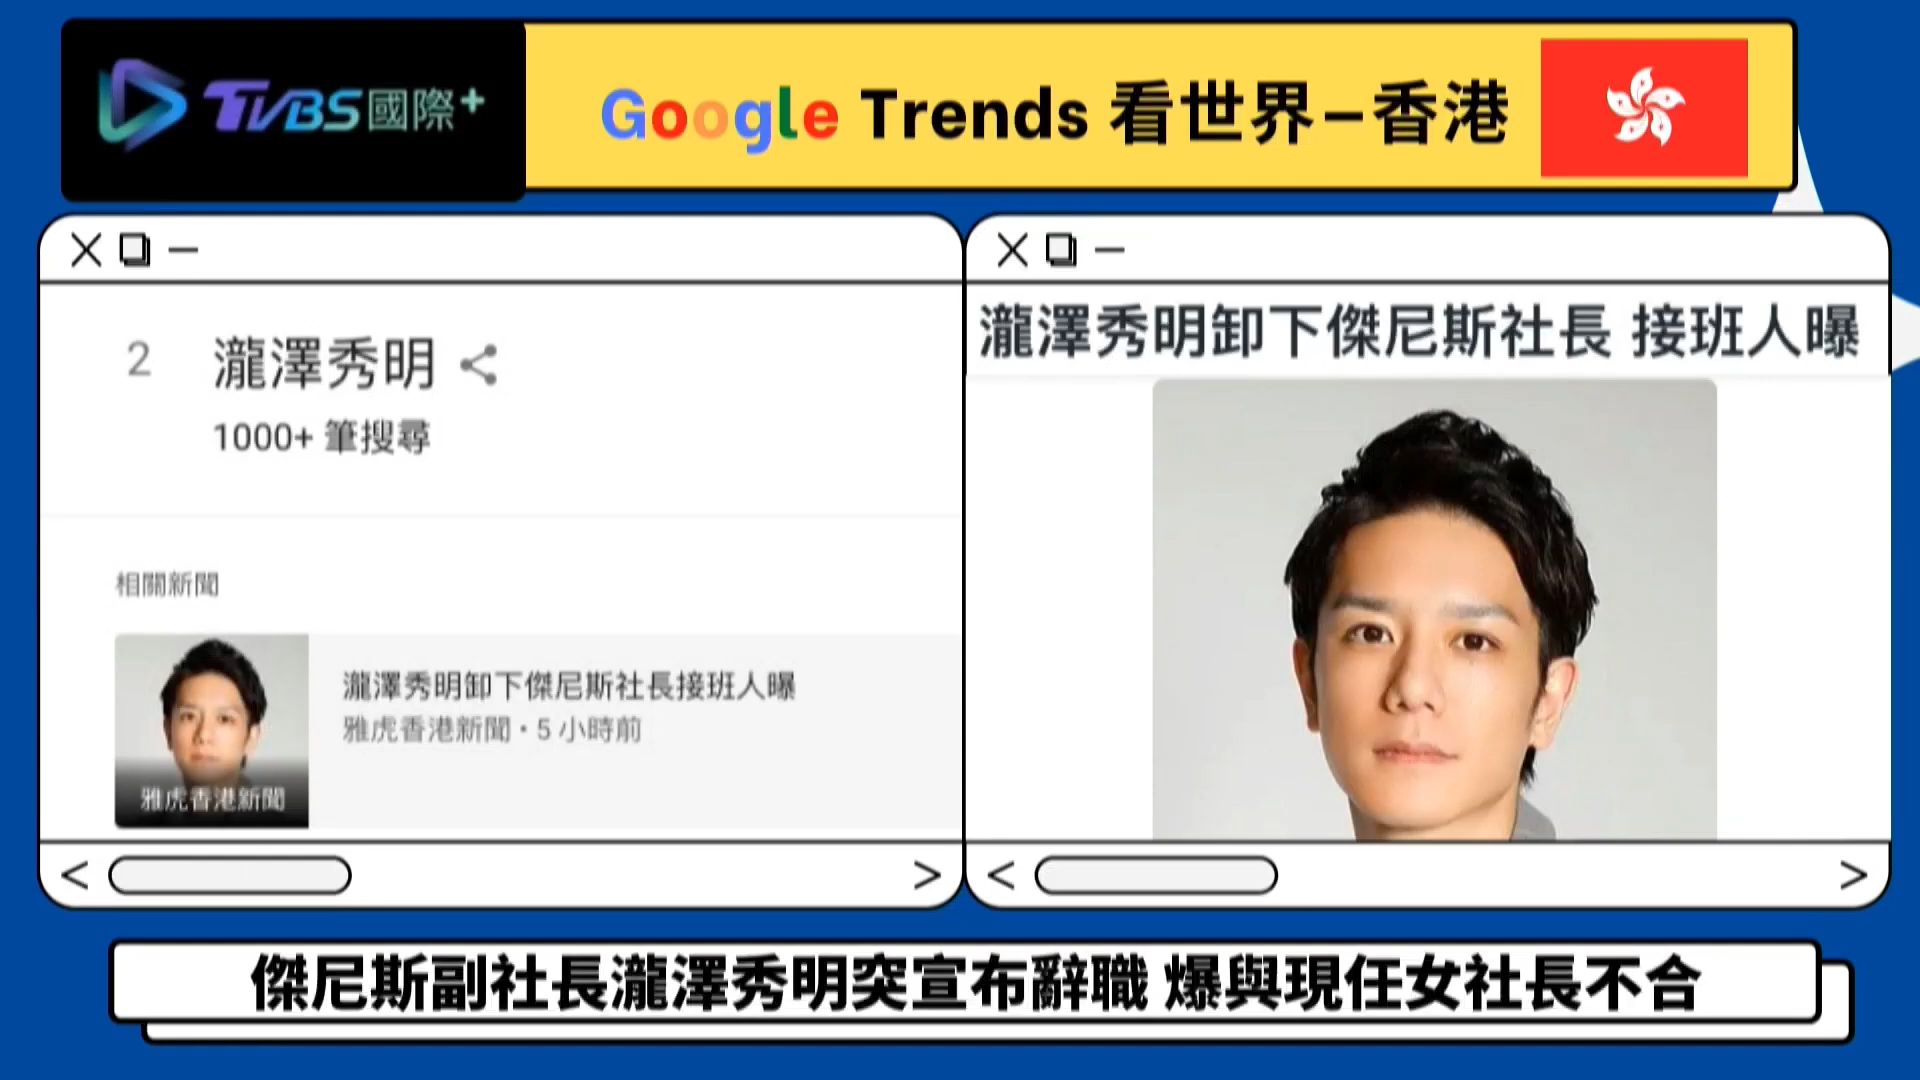 TVBS國際+
Google Trends 看世界-香港
2 瀧澤秀明
1000+ 筆搜尋
相關新聞
瀧澤秀明卸下傑尼斯社長接班人曝
雅虎香港新聞・5 小時前
雅虎香港新聞
瀧澤秀明卸下傑尼斯社長 接班人曝
傑尼斯副社長瀧澤秀明突宣布辭職 爆與現任女社長不合